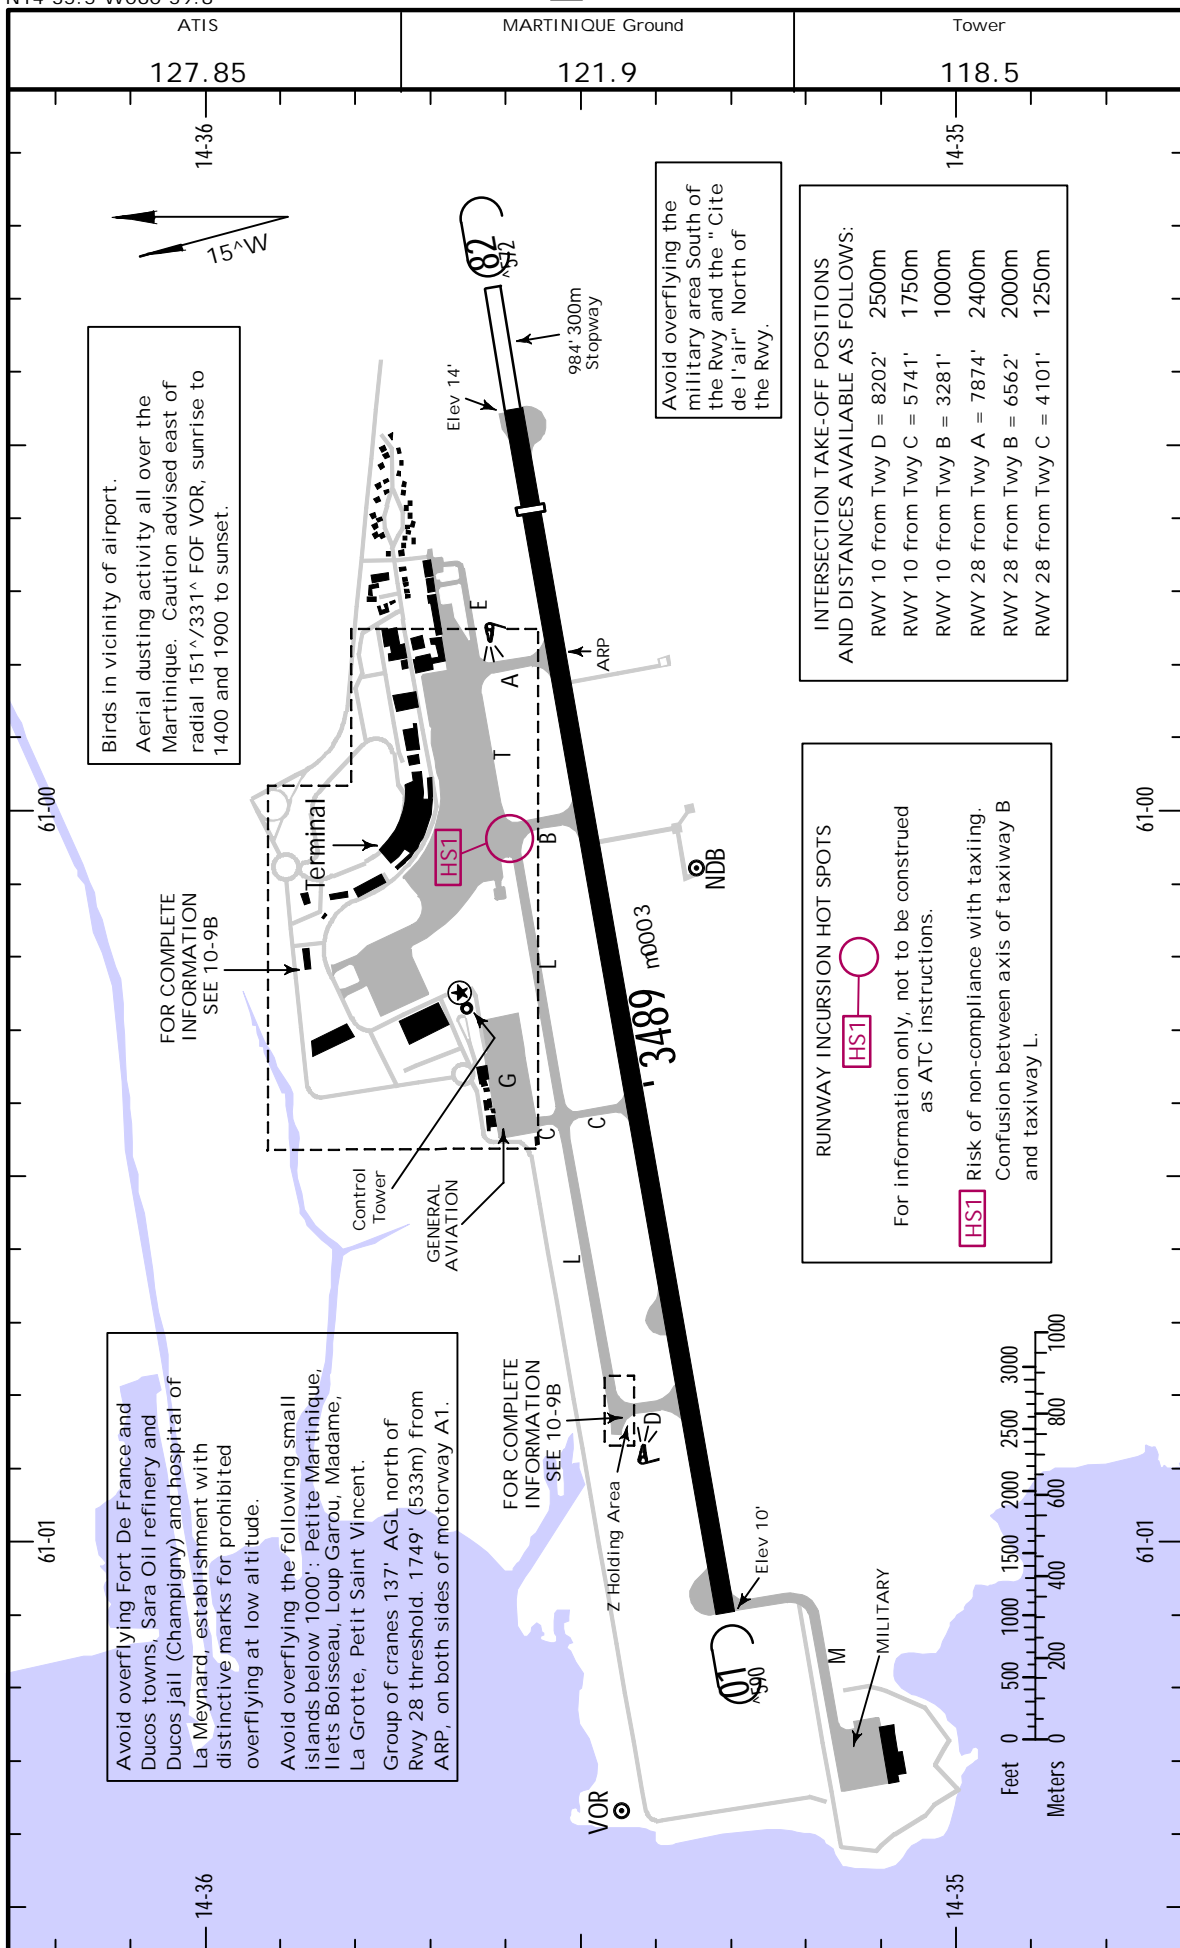 ATIS
127.85
MARTINIQUE Ground
121.9
Tower
118.5
14-36
14-35
15^W
Birds in vicinity of airport.
Aerial dusting activity all over the
Martinique. Caution advised east of
radial 151^/331^ FOF VOR, sunrise to
1400 and 1900 to sunset.
28
^572
984' 300m
Stopway
Elev 14'
Avoid overflying the
military area South of
the Rwy and the "Cite
de l'air" North of
the Rwy.
INTERSECTION TAKE-OFF POSITIONS
AND DISTANCES AVAILABLE AS FOLLOWS:
RWY 10 from Twy D = 8202' 2500m
RWY 10 from Twy C = 5741' 1750m
RWY 10 from Twy B = 3281' 1000m
RWY 28 from Twy A = 7874' 2400m
RWY 28 from Twy B = 6562' 2000m
RWY 28 from Twy C = 4101' 1250m
61-00
61-00
Terminal
E
A
ARP
T
HS1
B
NDB
FOR COMPLETE
INFORMATION
SEE 10-9B
L
3489
m0003
G
C
C
Control
Tower
GENERAL
AVIATION
L
RUNWAY INCURSION HOT SPOTS
HS1
For information only, not to be construed
as ATC instructions.
HS1 Risk of non-compliance with taxiing.
Confusion between axis of taxiway B
and taxiway L.
Avoid overflying Fort De France and
Ducos towns, Sara Oil refinery and
Ducos jail (Champigny) and hospital of
La Meynard, establishment with
distinctive marks for prohibited
overflying at low altitude.
Avoid overflying the following small
islands below 1000': Petite Martinique,
Ilets Boisseau, Loup Garou, Madame,
La Grotte, Petit Saint Vincent.
Group of cranes 137' AGL north of
Rwy 28 threshold. 1749' (533m) from
ARP, on both sides of motorway A1.
FOR COMPLETE
INFORMATION
SEE 10-9B
D
Z Holding Area
61-01
61-01
Elev 10'
10
^590
M
MILITARY
VOR
Feet 0 500 1000 1500 2000 2500 3000
Meters 0 200 400 600 800 1000
14-36
14-35